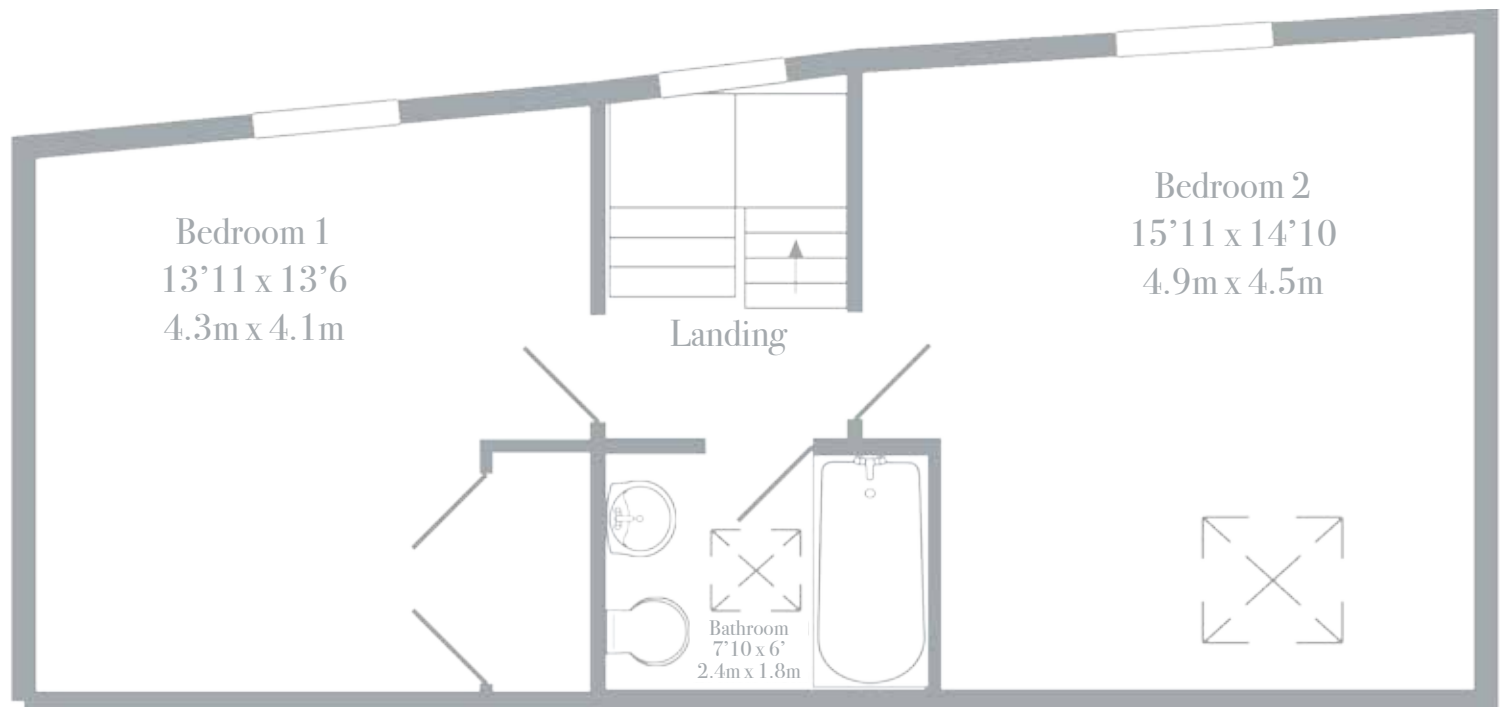 Bedroom 1
13’11 x 13’6
4.3m x 4.1m
Landing
Bedroom 2
15’11 x 14’10
4.9m x 4.5m
Bathroom
7’10 x 6’
2.4m x 1.8m